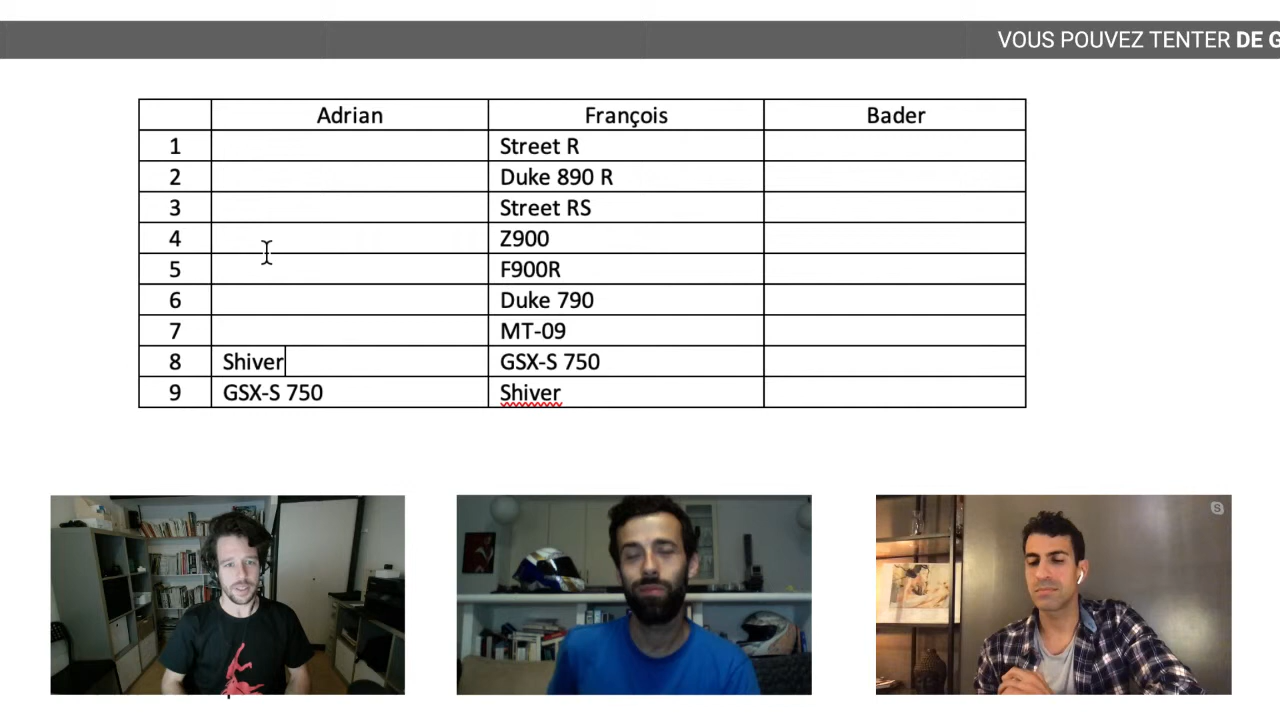 VOUS POUVEZ TENTER DE G
Adrian François Bader
1 Street R
2 Duke 890 R
3 Street RS
4 Z900
5 F900R
6 Duke 790
7 MT-09
8 Shiver GSX-S 750
9 GSX-S 750 Shiver